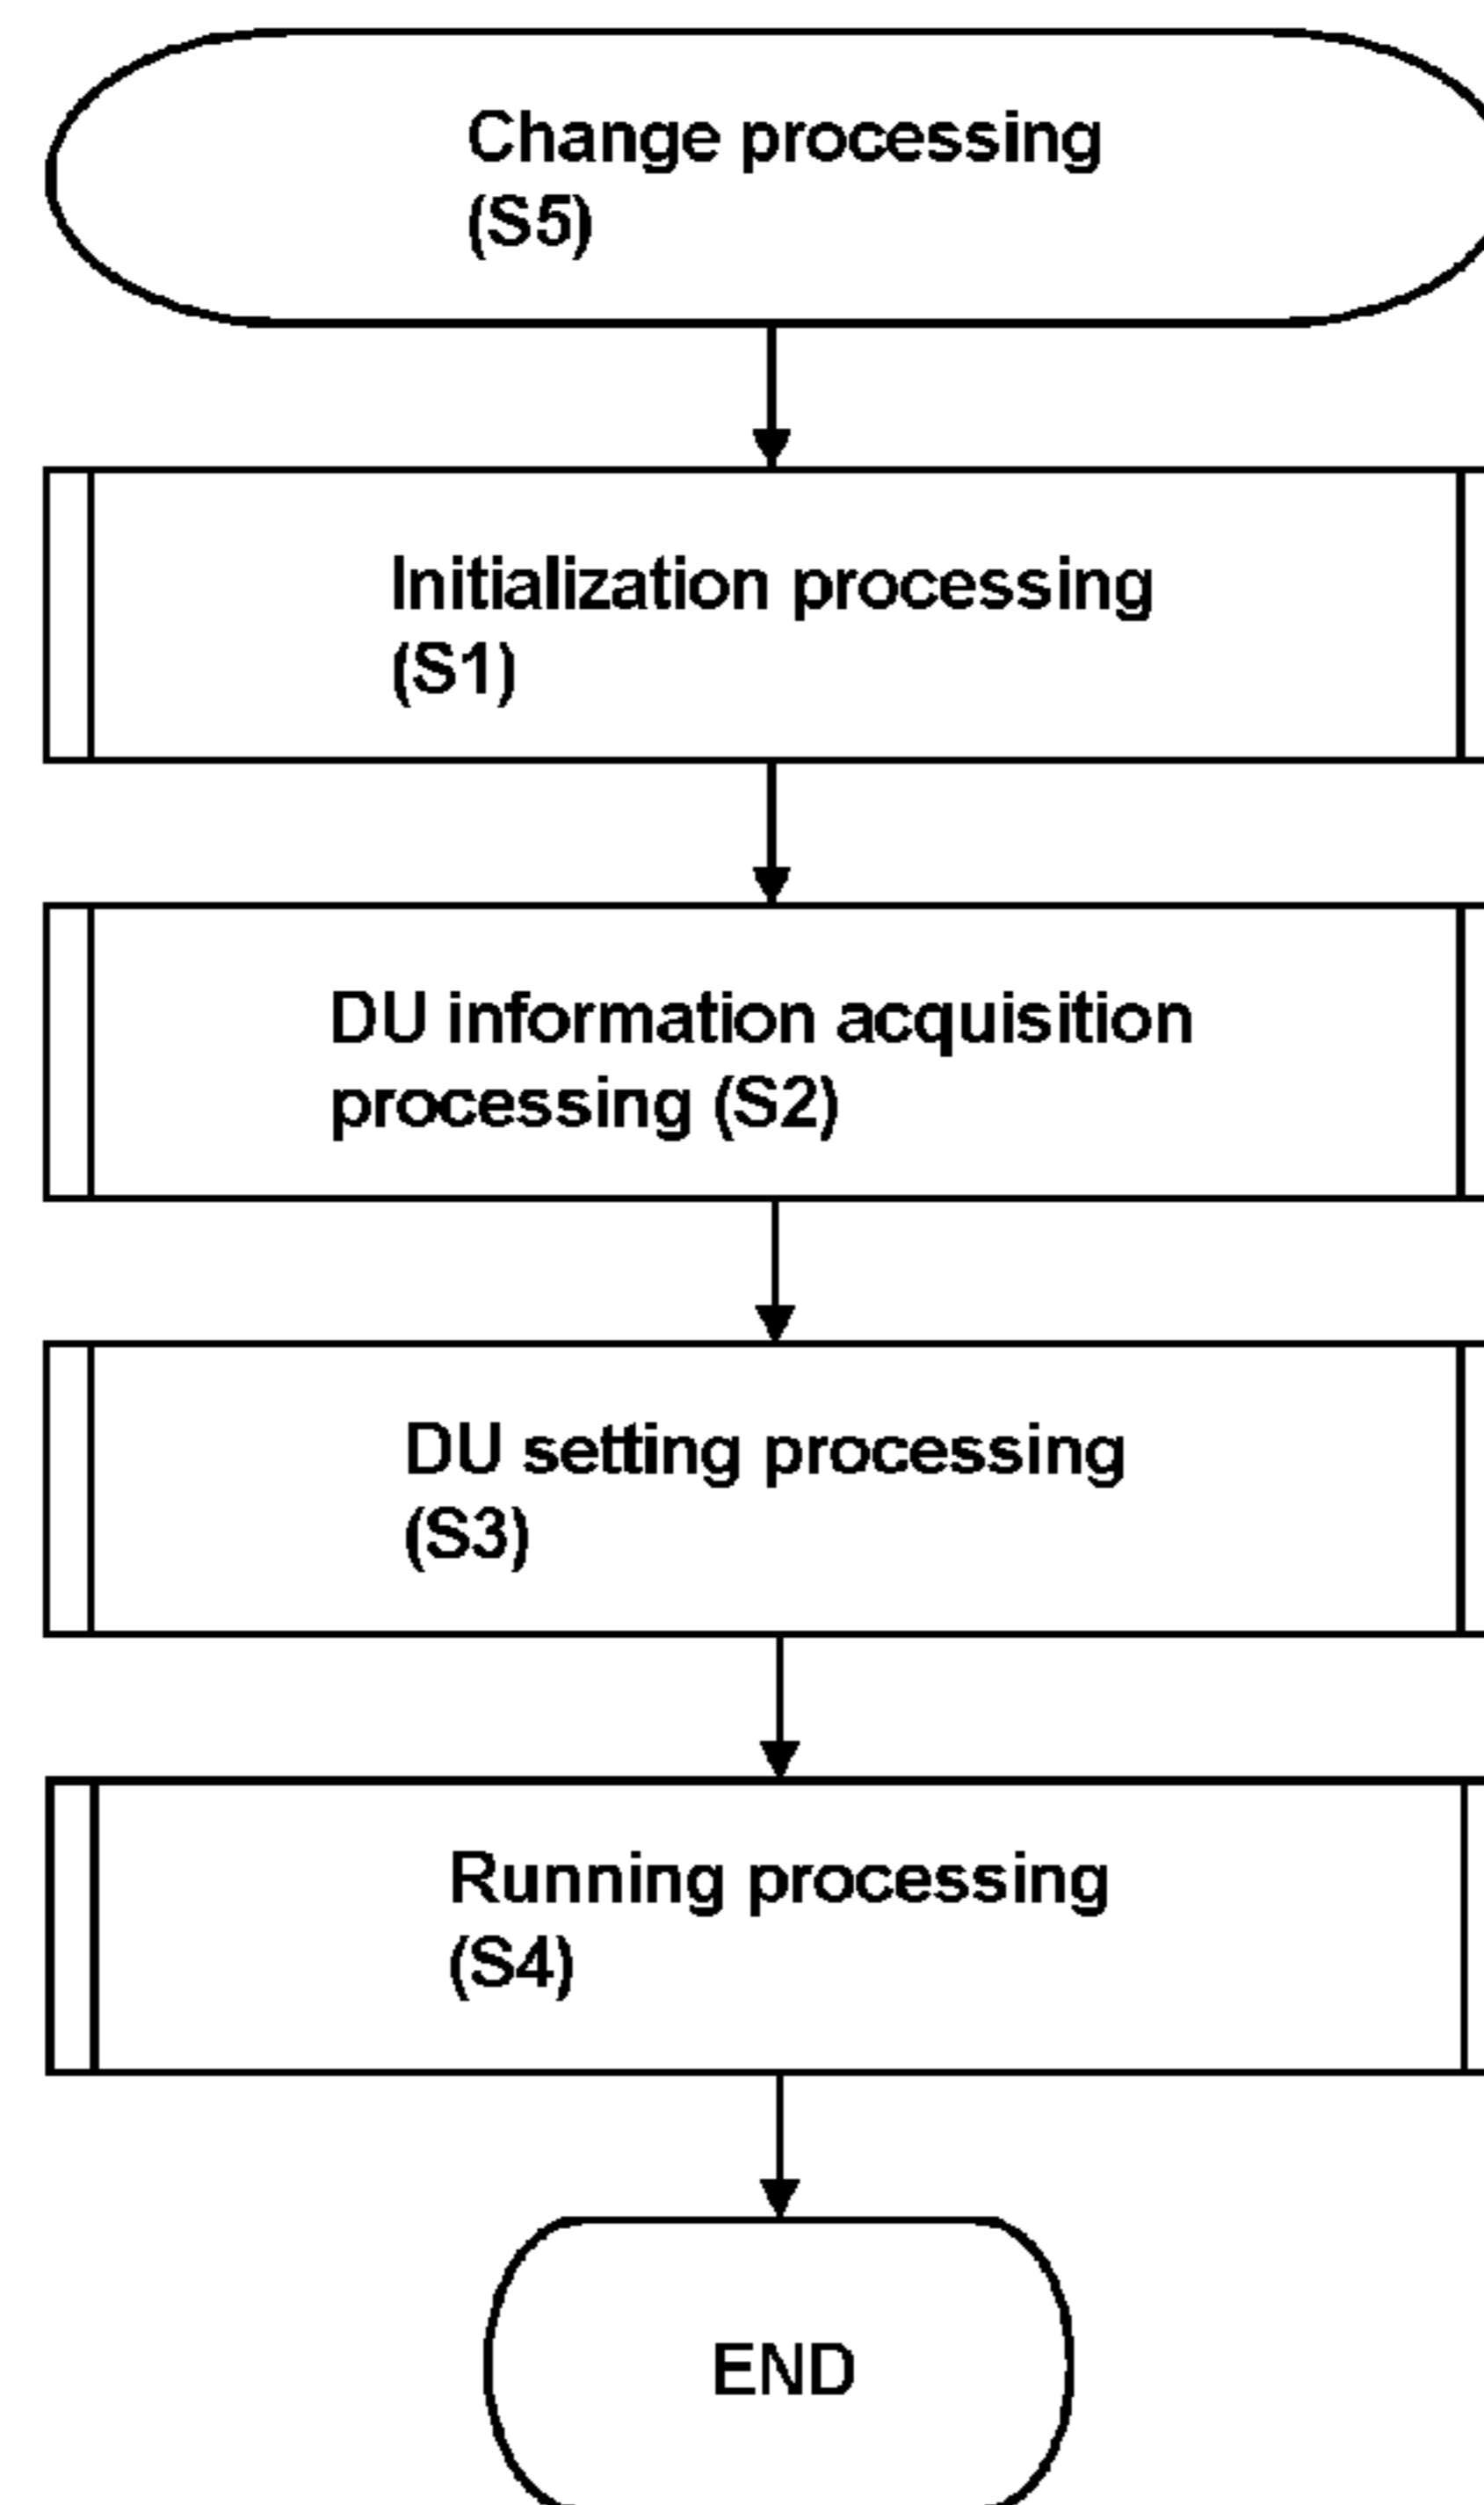 Change processing
(S5)
Initialization processing
(S1)
DU information acquisition
processing (S2)
DU setting processing
(S3)
Running processing
(S4)
END